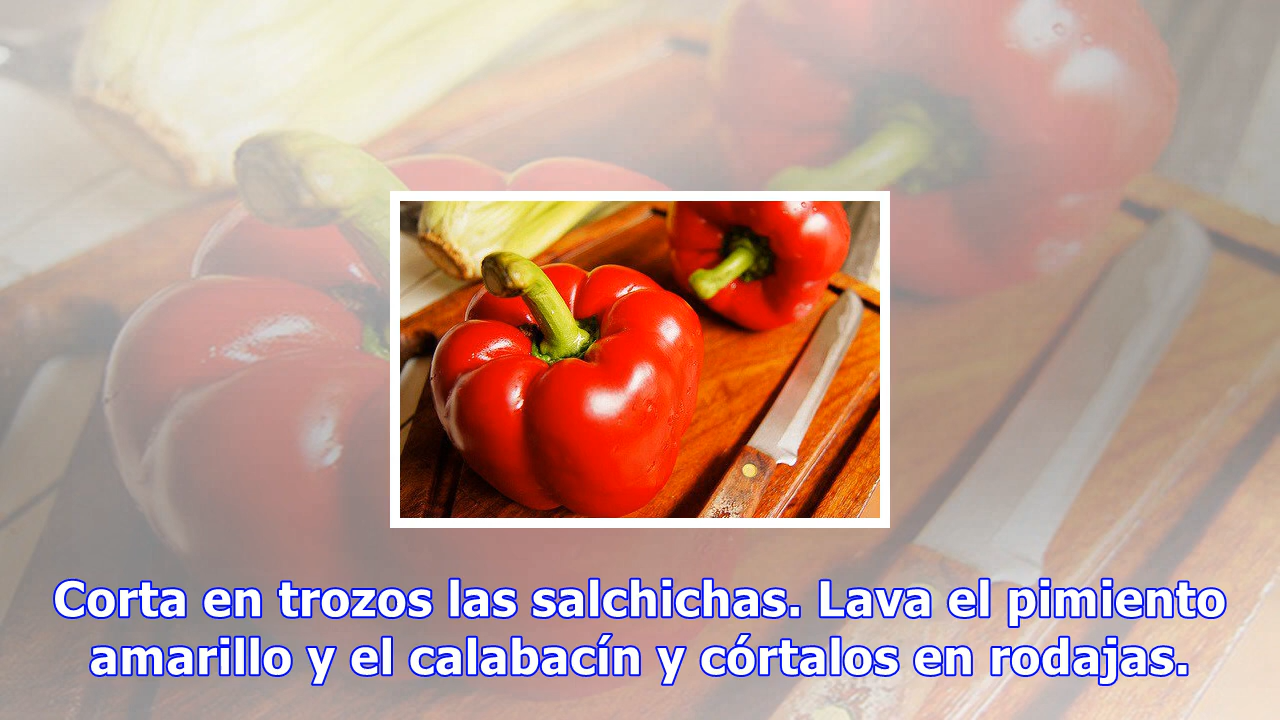 Corta en trozos las salchichas. Lava el pimiento
amarillo y el calabacín y córtalos en rodajas.